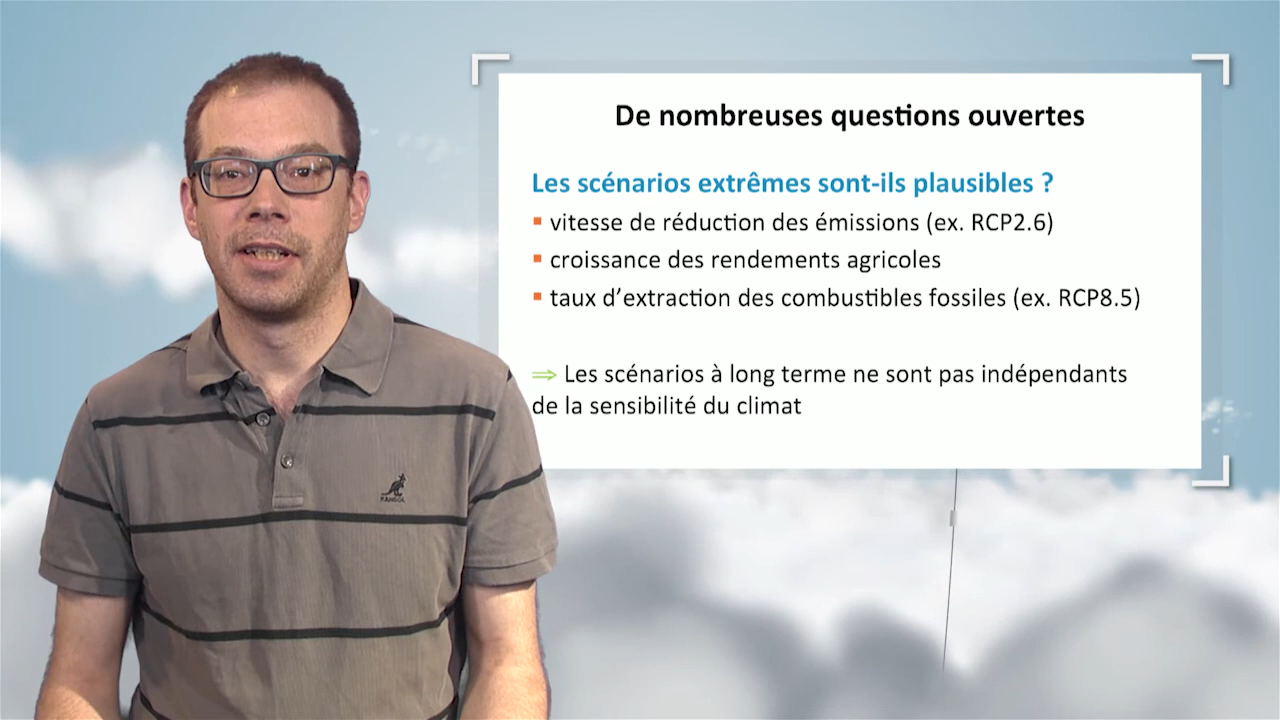 De nombreuses questions ouvertes
Les scénarios extrêmes sont-ils plausibles ?
▪ vitesse de réduction des émissions (ex. RCP2.6)
▪ croissance des rendements agricoles
▪ taux d’extraction des combustibles fossiles (ex. RCP8.5)
⇒ Les scénarios à long terme ne sont pas indépendants
de la sensibilité du climat
KANGOL